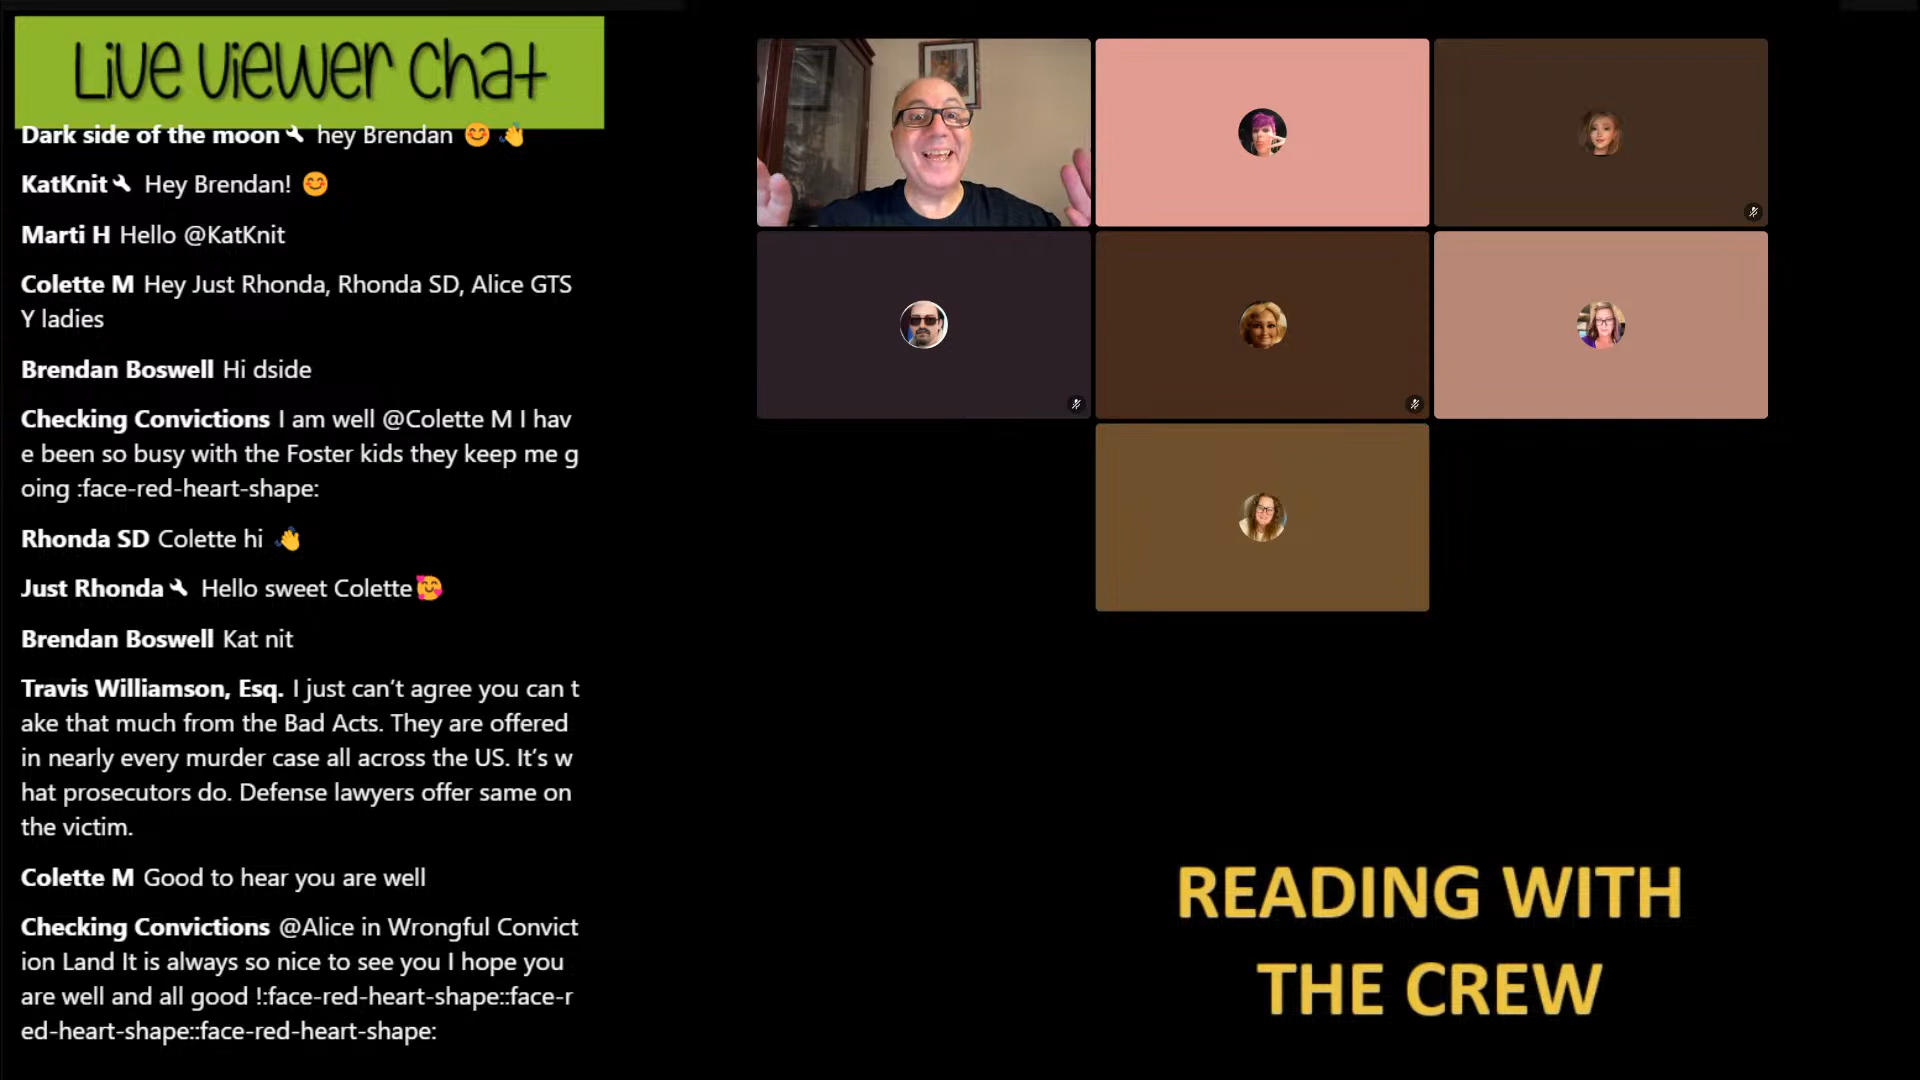 Live Viewer Chat
Dark side of the moon hey Brendan 😊 👋
KatKnit Hey Brendan! 😊
Marti H Hello @KatKnit
Colette M Hey Just Rhonda, Rhonda SD, Alice GTS
Y ladies
Brendan Boswell Hi dside
Checking Convictions I am well @Colette M I hav
e been so busy with the Foster kids they keep me g
oing :face-red-heart-shape:
Rhonda SD Colette hi 👋
Just Rhonda Hello sweet Colette🥰
Brendan Boswell Kat nit
Travis Williamson, Esq. I just can’t agree you can t
ake that much from the Bad Acts. They are offered
in nearly every murder case all across the US. It’s w
hat prosecutors do. Defense lawyers offer same on
the victim.
Colette M Good to hear you are well
Checking Convictions @Alice in Wrongful Convict
ion Land It is always so nice to see you I hope you
are well and all good !:face-red-heart-shape::face-r
ed-heart-shape::face-red-heart-shape:
READING WITH
THE CREW